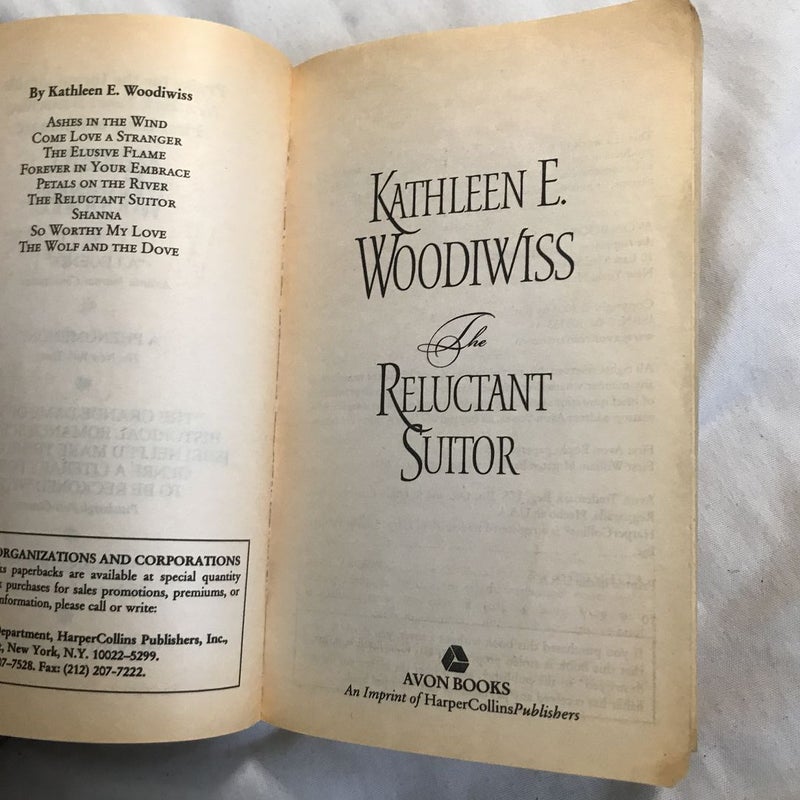 By Kathleen E. Woodiwiss
ASHES IN THE WIND
COME LOVE A STRANGER
THE ELUSIVE FLAME
FOREVER IN YOUR EMBRACE
PETALS ON THE RIVER
THE RELUCTANT SUITOR
SHANNA
SO WORTHY MY LOVE
THE WOLF AND THE DOVE
ORGANIZATIONS AND CORPORATIONS
paperbacks are available at special quantity
purchases for sales promotions, premiums, or
information, please call or write:
Department, HarperCollins Publishers, Inc.,
New York, N.Y. 10022–5299.
7–7528. Fax: (212) 207–7222.
KATHLEEN E.
WOODIWISS
The
RELUCTANT
SUITOR
AVON BOOKS
An Imprint of HarperCollinsPublishers